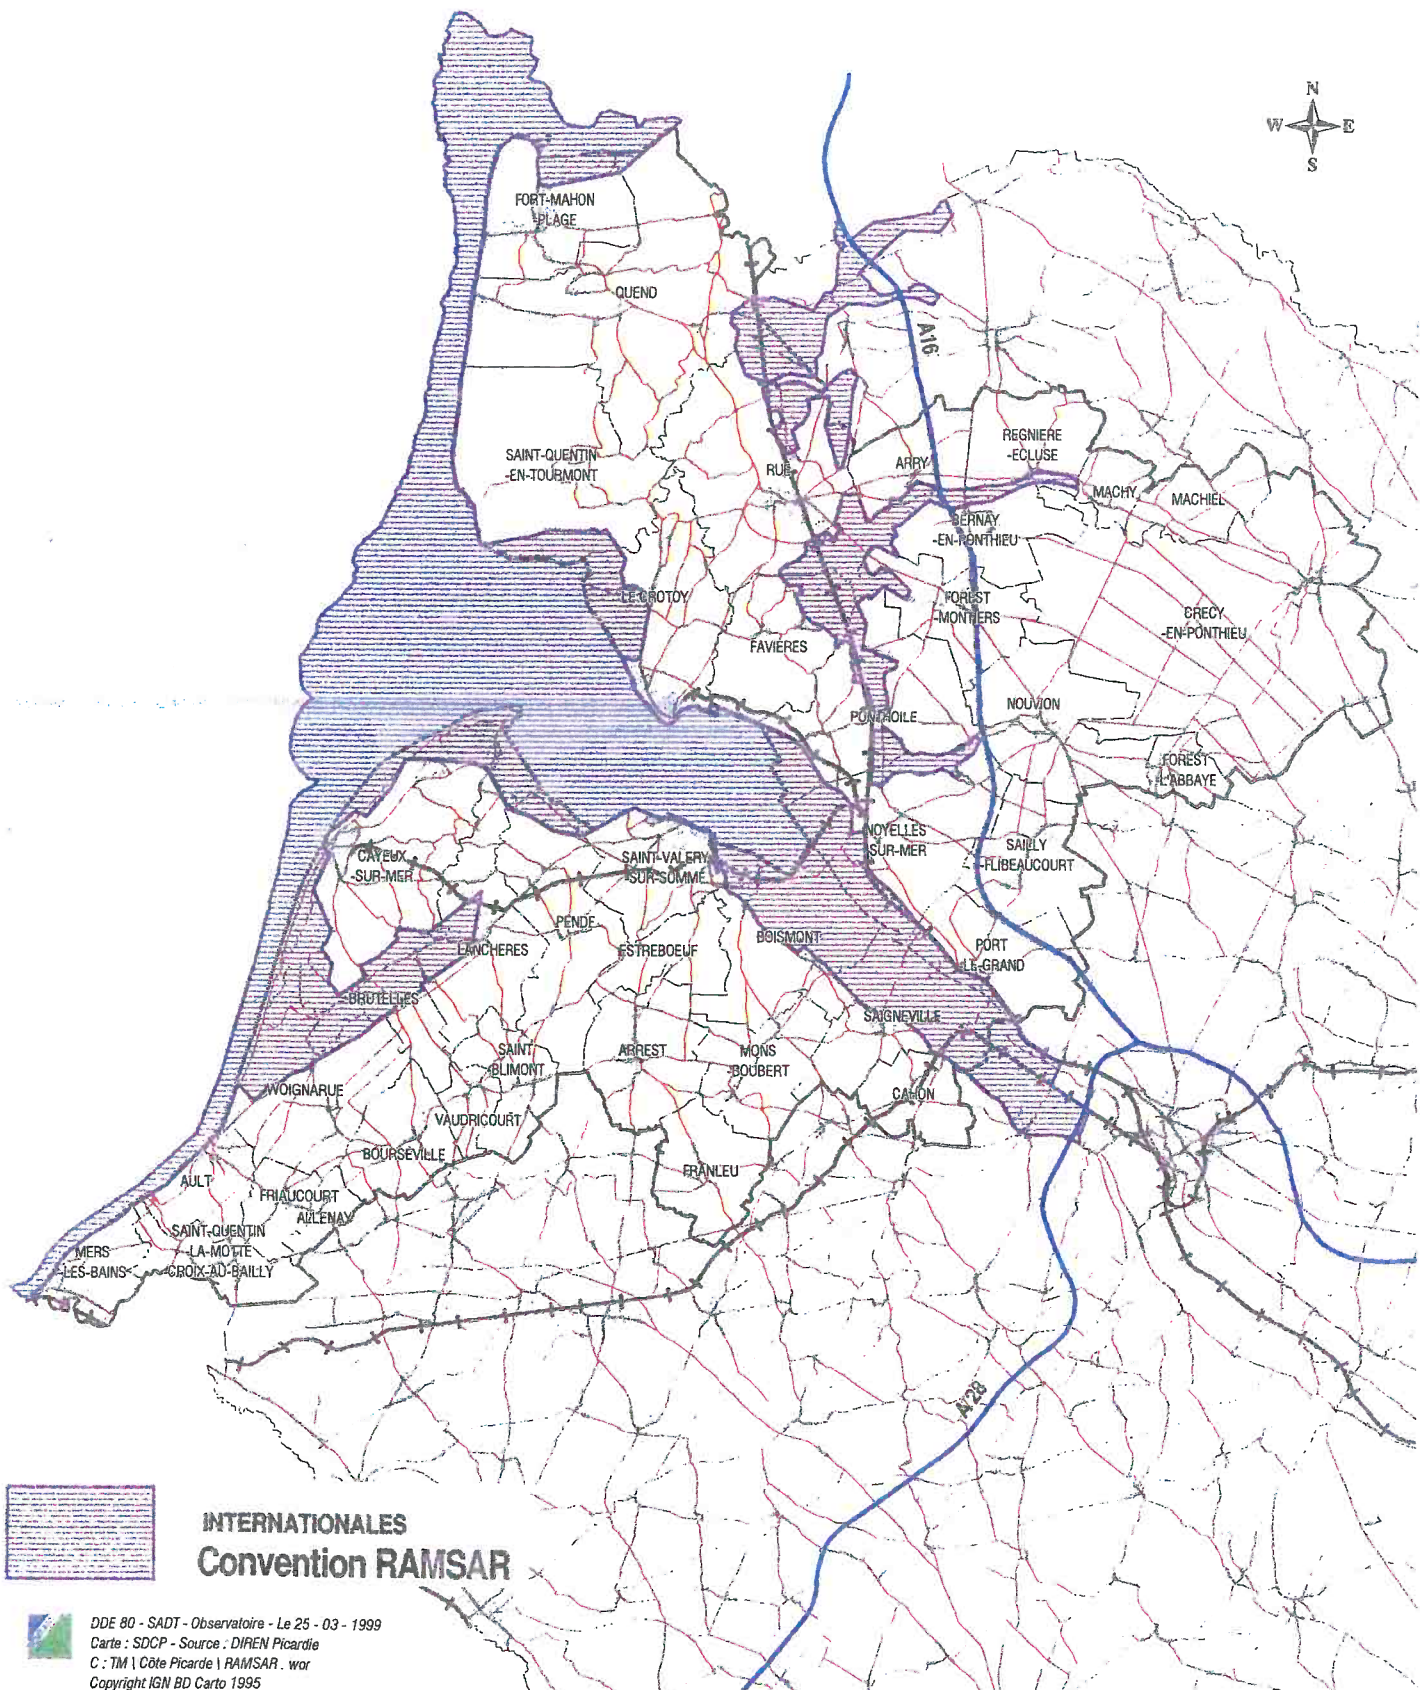 N
W E
S
FORT-MAHON
-PLAGE
QUEND
A16
SAINT-QUENTIN
-EN-TOURMONT
RUE
ARRY
REGNIERE
-ECLUSE
MACHY
MACHIEL
BERNAY
-EN-PONTHIEU
LE CROTOY
FOREST
-MONTIERS
CRECY
-EN-PONTHIEU
FAVIERES
PONTHOILE
NOUVION
FOREST
-L'ABBAYE
NOYELLES
-SUR-MER
SAILLY
-FLIBEAUCOURT
CAYEUX
-SUR-MER
SAINT-VALERY
-SUR-SOMME
PENDE
LANCHERES
ESTREBOEUF
BOISMONT
PORT
-LE-GRAND
BRUTELLES
SAIGNEVILLE
SAINT
BLIMONT
ARREST
MONS
BOUBERT
WOIGNARUE
CAHON
VAUDRICOURT
BOURSEVILLE
FRANLEU
AULT
FRIAUCOURT
ALLENAY
SAINT-QUENTIN
-LA-MOTTE
-CROIX-AU-BAILLY
MERS
-LES-BAINS
A 28
INTERNATIONALES
Convention RAMSAR
DDE 80 - SADT - Observatoire - Le 25 - 03 - 1999
Carte : SDCP - Source : DIREN Picardie
C : TM \ Côte Picarde \ RAMSAR . wor
Copyright IGN BD Carto 1995